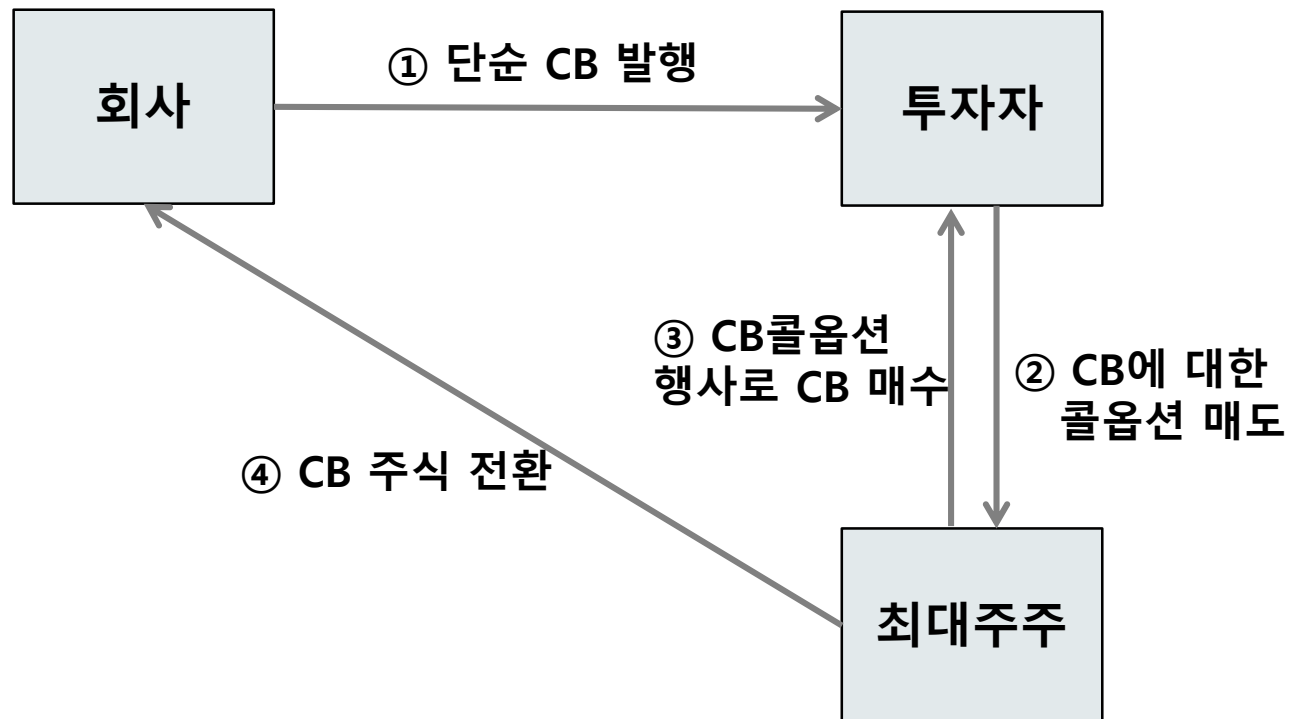 회사
① 단순 CB 발행
투자자
③ CB콜옵션
행사로 CB 매수
② CB에 대한
콜옵션 매도
④ CB 주식 전환
최대주주